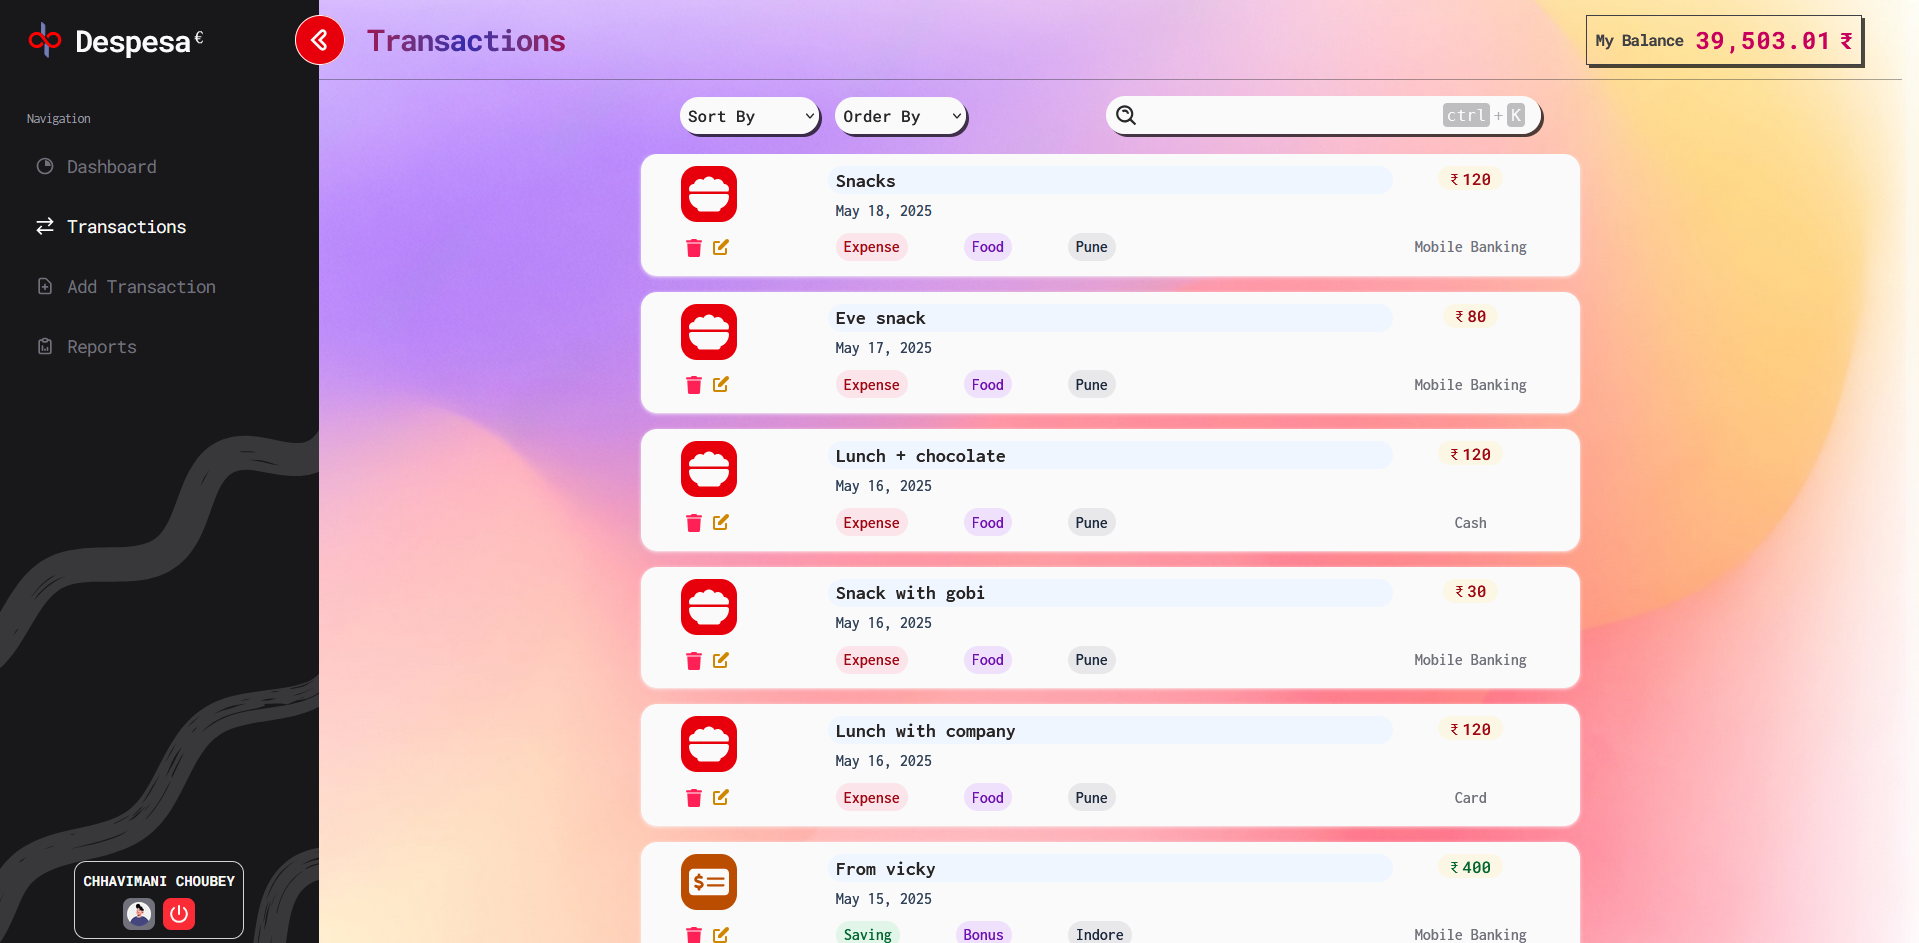 Despesa €
Navigation
Dashboard
Transactions
Add Transaction
Reports
CHHAVIMANI CHOUBEY
Transactions
My Balance 39,503.01 ₹
Sort By
Order By
ctrl + K
Snacks
₹ 120
May 18, 2025
Expense Food Pune Mobile Banking
Eve snack
₹ 80
May 17, 2025
Expense Food Pune Mobile Banking
Lunch + chocolate
₹ 120
May 16, 2025
Expense Food Pune Cash
Snack with gobi
₹ 30
May 16, 2025
Expense Food Pune Mobile Banking
Lunch with company
₹ 120
May 16, 2025
Expense Food Pune Card
From vicky
₹ 400
May 15, 2025
Saving Bonus Indore Mobile Banking